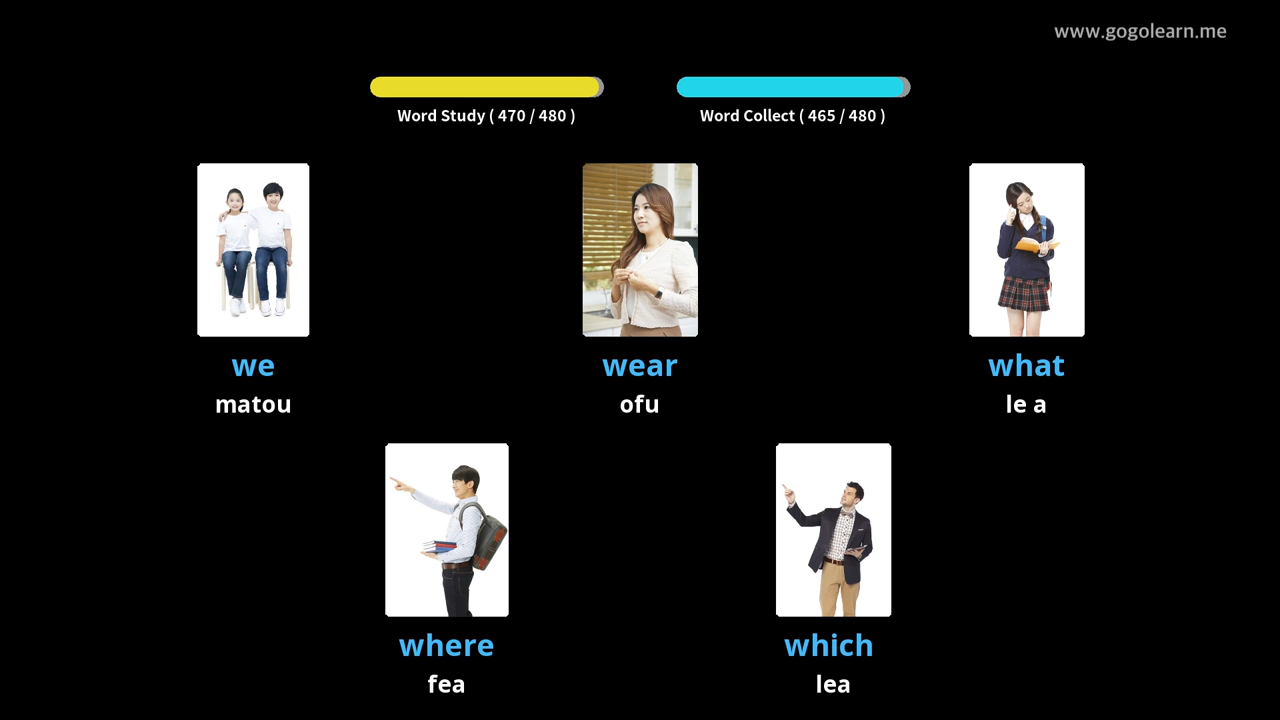 www.gogolearn.me
Word Study ( 470 / 480 )
Word Collect ( 465 / 480 )
we
matou
wear
ofu
what
le a
where
fea
which
lea